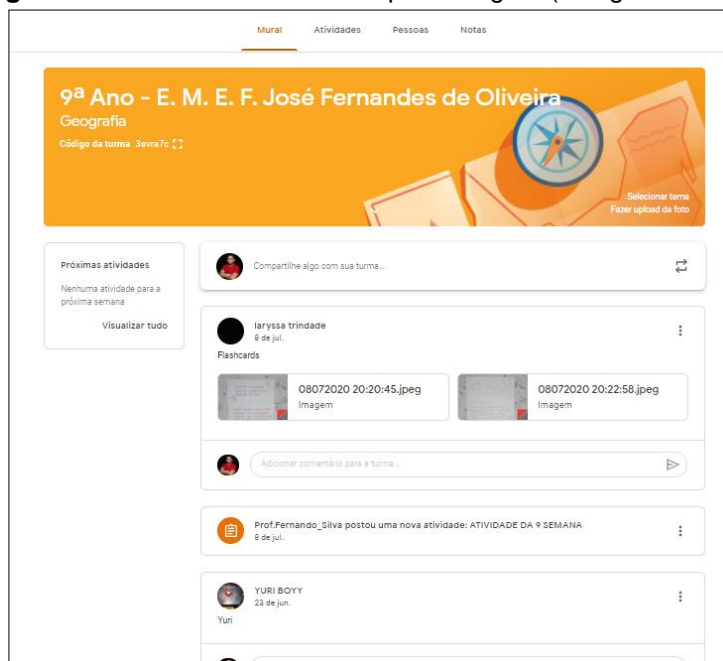 Mural Atividades Pessoas Notas
9ª Ano - E. M. E. F. José Fernandes de Oliveira
Geografia
Código da turma 3svra7c
Selecionar tema
Fazer upload da foto
Próximas atividades
Nenhuma atividade para a
próxima semana
Visualizar tudo
Compartilhe algo com sua turma...
laryssa trindade
8 de jul.
Flashcards
08072020 20:20:45.jpeg
Imagem
08072020 20:22:58.jpeg
Imagem
Adicionar comentário para a turma...
Prof.Fernando_Silva postou uma nova atividade: ATIVIDADE DA 9 SEMANA
8 de jul.
YURI BOYY
23 de jun.
Yuri